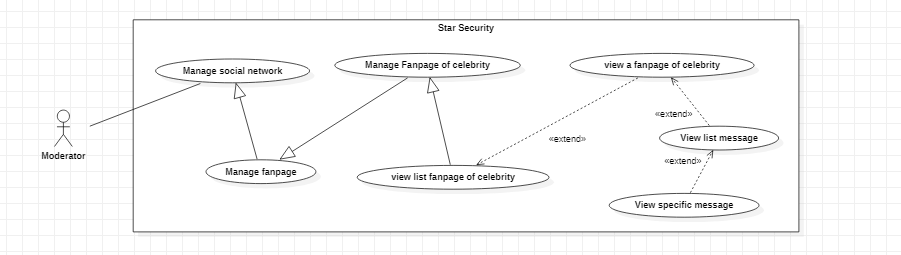 Star Security
Manage social network
Manage Fanpage of celebrity
view a fanpage of celebrity
«extend»
View list message
«extend»
«extend»
Moderator
Manage fanpage
view list fanpage of celebrity
View specific message